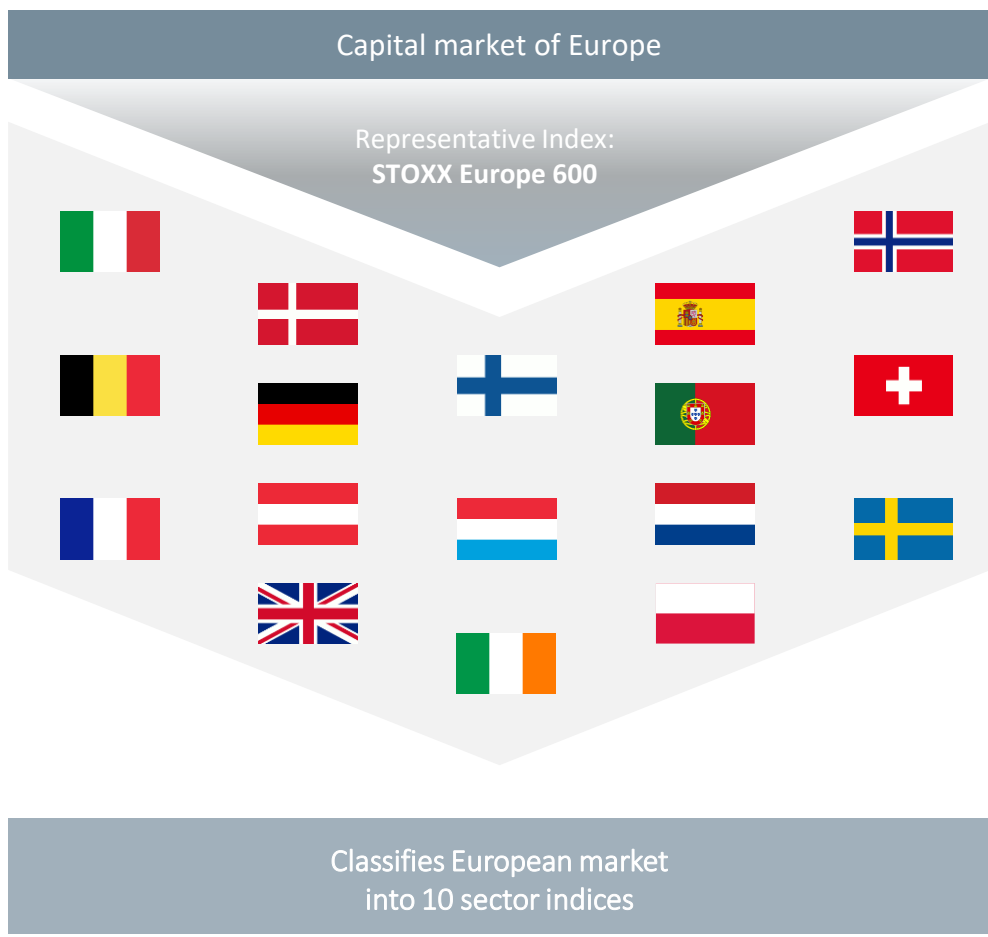 Capital market of Europe
Representative Index:
STOXX Europe 600
Classifies European market
into 10 sector indices